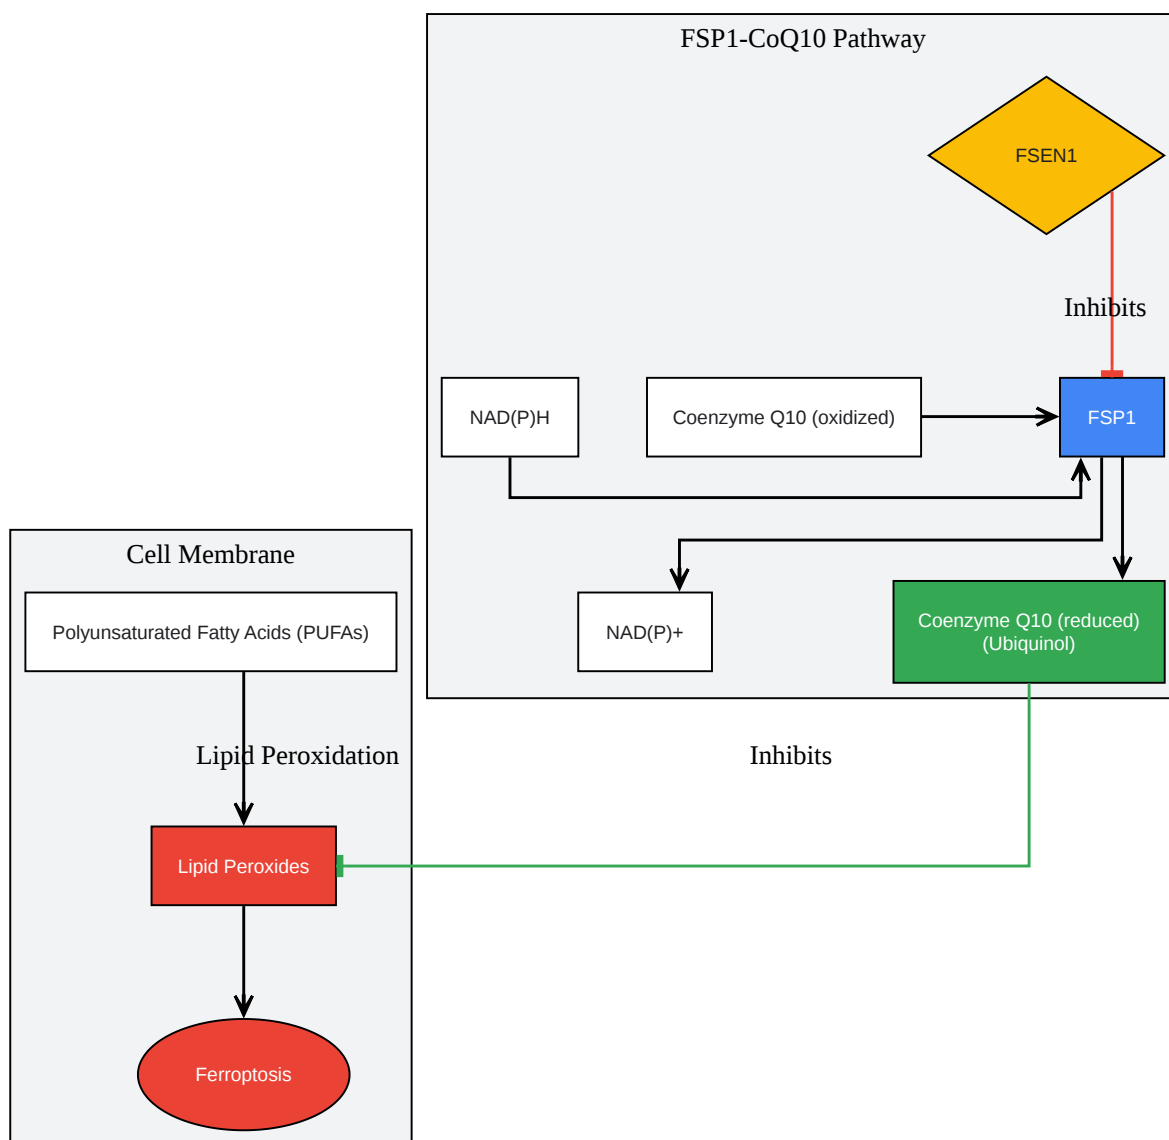 FSP1-CoQ10 Pathway
FSEN1
Inhibits
NAD(P)H
Coenzyme Q10 (oxidized)
FSP1
Cell Membrane
Polyunsaturated Fatty Acids (PUFAs)
NAD(P)+
Coenzyme Q10 (reduced)
(Ubiquinol)
Lipid Peroxidation
Inhibits
Lipid Peroxides
Ferroptosis